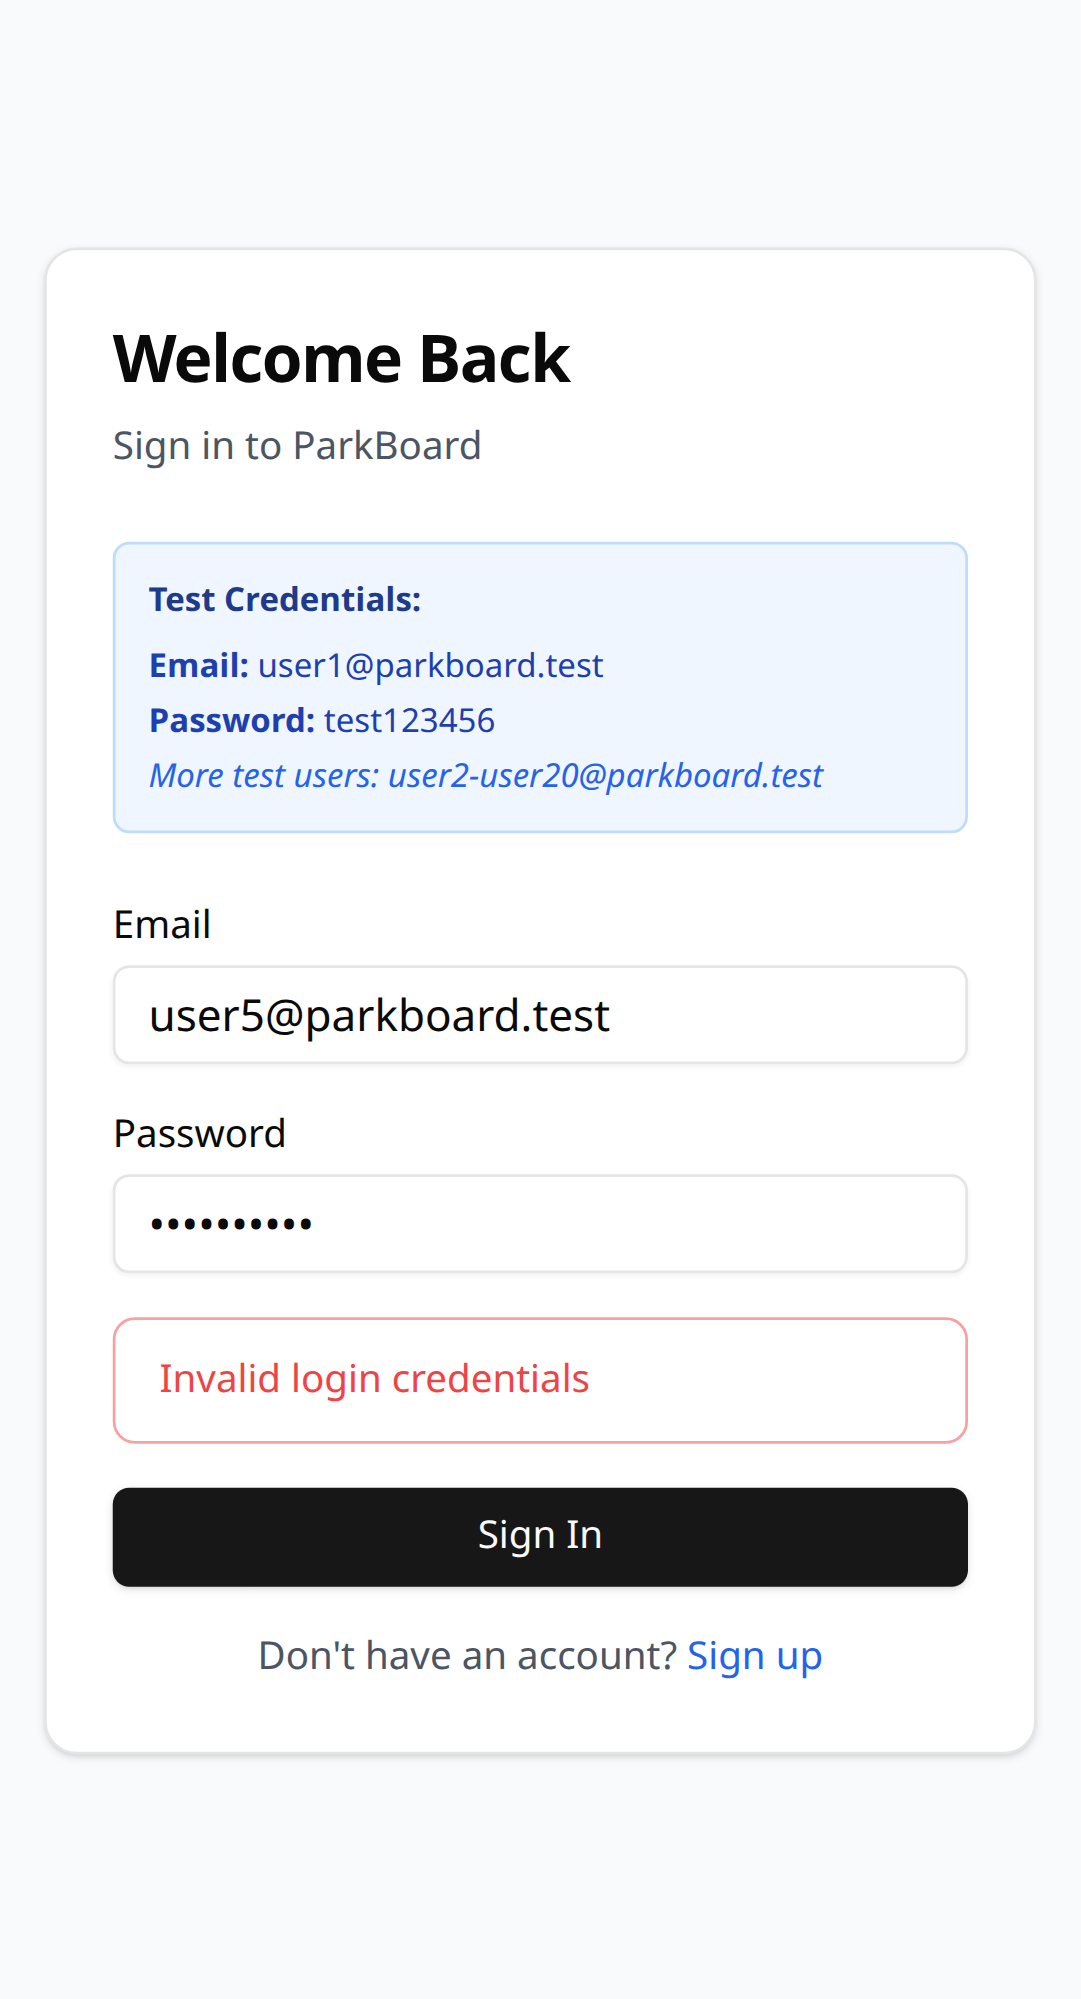 Welcome Back
Sign in to ParkBoard
Test Credentials:
Email: user1@parkboard.test
Password: test123456
More test users: user2-user20@parkboard.test
Email
user5@parkboard.test
Password
••••••••••
Invalid login credentials
Sign In
Don't have an account? Sign up